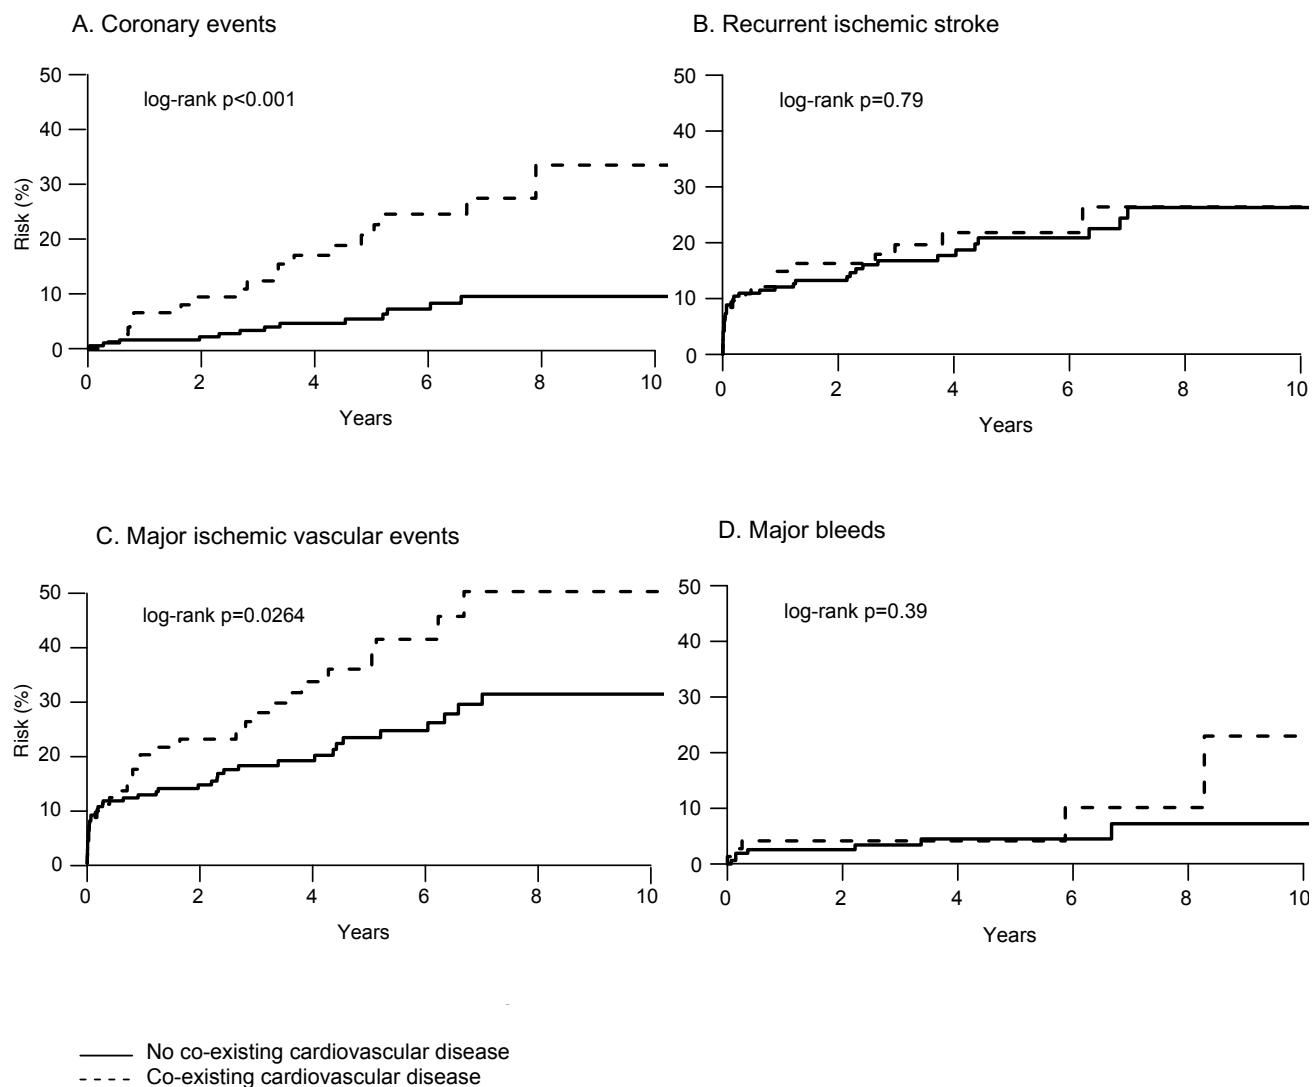 A. Coronary events
B. Recurrent ischemic stroke
log-rank p<0.001
log-rank p=0.79
Risk (%)
50
40
30
20
10
0
0 2 4 6 8 10
Years
50
40
30
20
10
0
0 2 4 6 8 10
Years
C. Major ischemic vascular events
D. Major bleeds
log-rank p=0.0264
log-rank p=0.39
Risk (%)
50
40
30
20
10
0
0 2 4 6 8 10
Years
50
40
30
20
10
0
0 2 4 6 8 10
Years
No co-existing cardiovascular disease
Co-existing cardiovascular disease